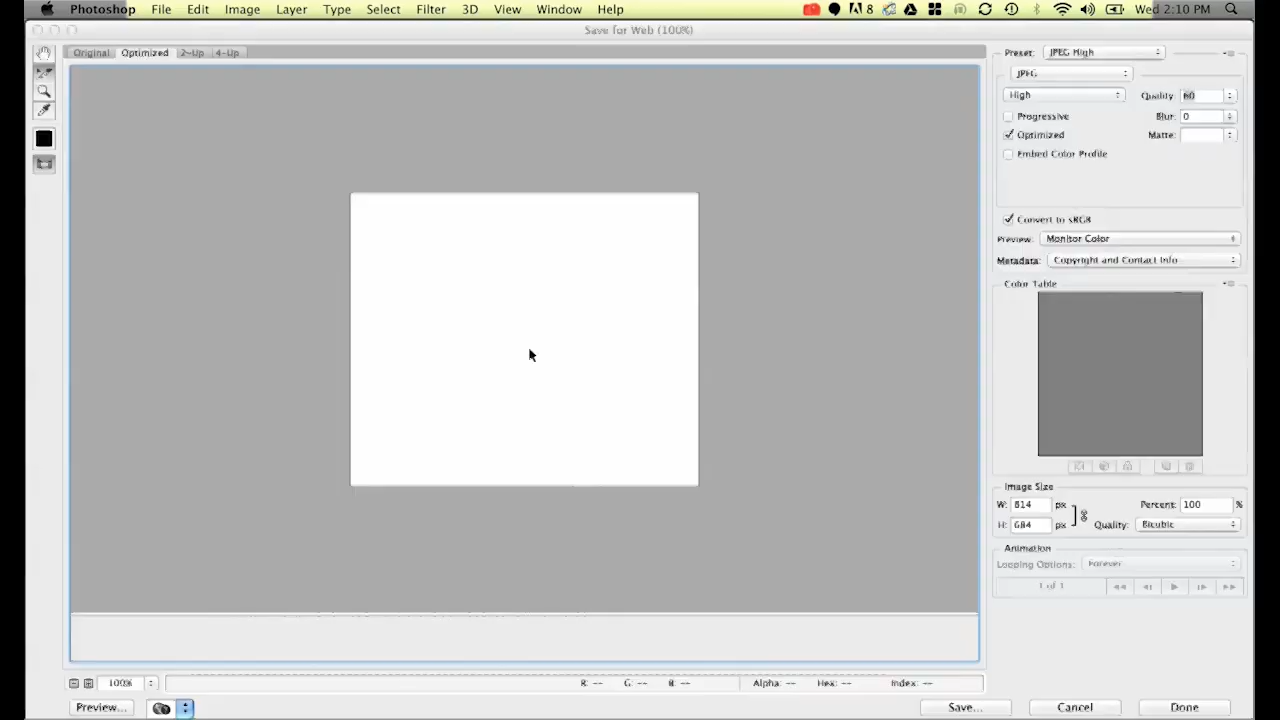 Photoshop File Edit Image Layer Type Select Filter 3D View Window Help 8 Wed 2:10 PM
Save for Web (100%)
Original Optimized 2-Up 4-Up
Preset: JPEG High
JPEG
High Quality: 60
Progressive Blur: 0
Optimized Matte:
Embed Color Profile
Convert to sRGB
Preview: Monitor Color
Metadata: Copyright and Contact Info
Color Table
Image Size
W: 814 px Percent: 100 %
H: 684 px Quality: Bicubic
Animation
Looping Options: Forever
1 of 1
100% R: -- G: -- B: -- Alpha: -- Hex: -- Index: --
Preview... Save... Cancel Done